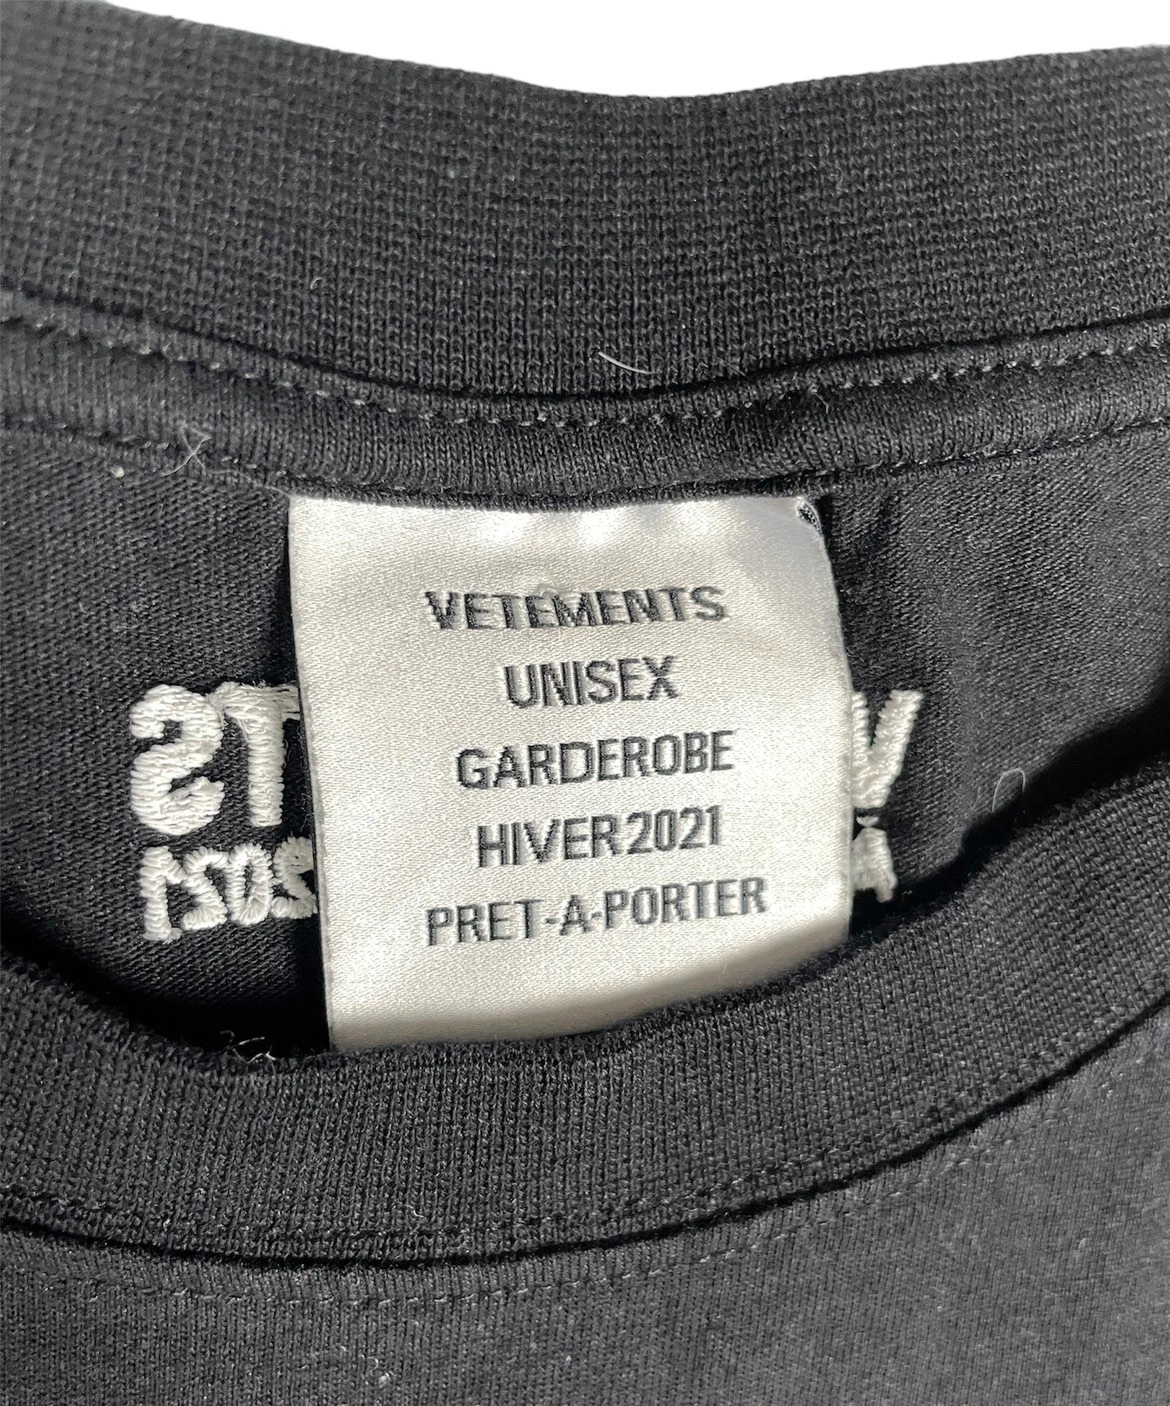 VETEMENTS
UNISEX
GARDEROBE
HIVER2021
PRET-A-PORTER